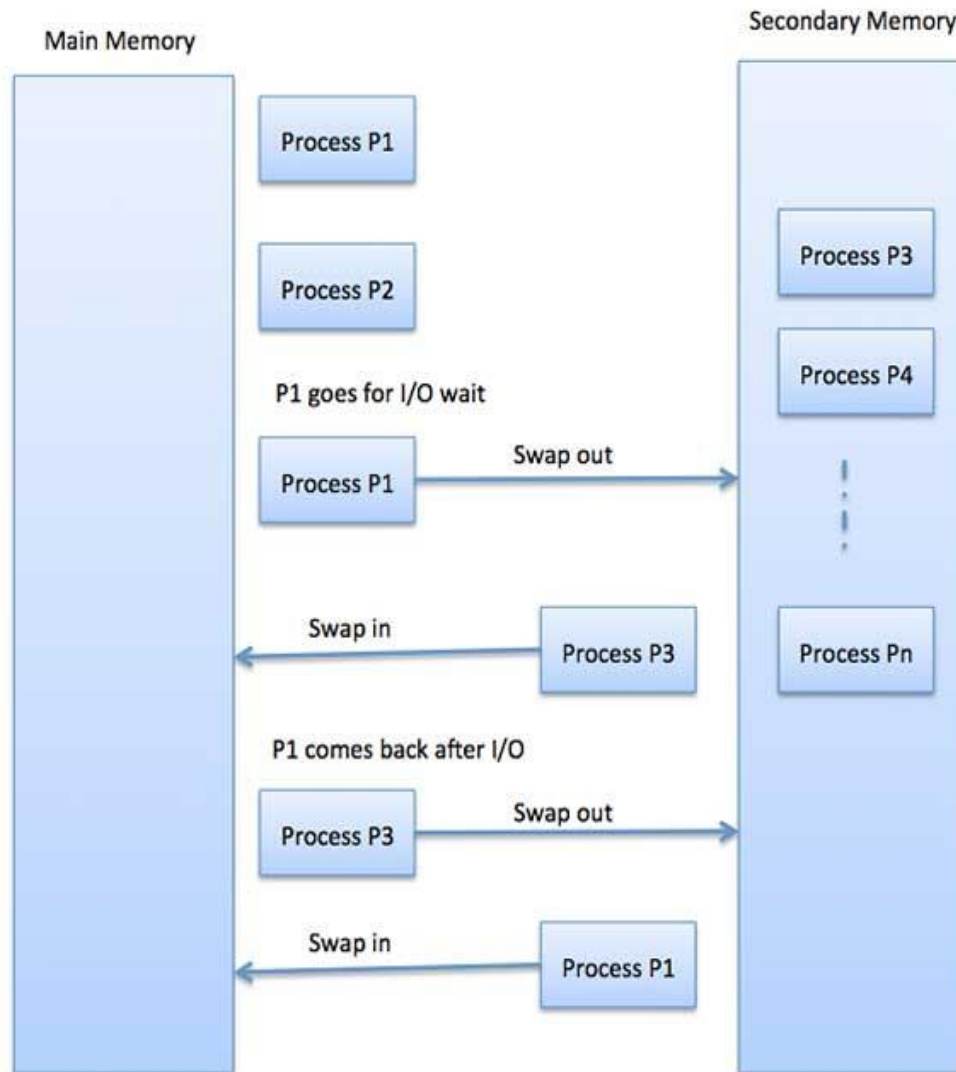 Main Memory
Secondary Memory
Process P1
Process P2
Process P3
Process P4
P1 goes for I/O wait
Process P1
Swap out
Swap in
Process P3
Process Pn
P1 comes back after I/O
Process P3
Swap out
Swap in
Process P1